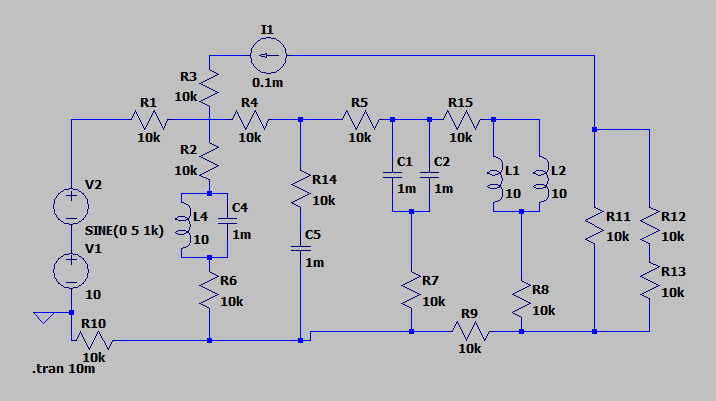 I1
0.1m
R3
10k
R1
10k
R4
10k
R5
10k
R15
10k
R2
10k
C1
1m
C2
1m
L1
10
L2
10
V2
SINE(0 5 1k)
L4
10
C4
1m
R14
10k
C5
1m
R11
10k
R12
10k
V1
10
R6
10k
R7
10k
R8
10k
R13
10k
R10
10k
R9
10k
.tran 10m